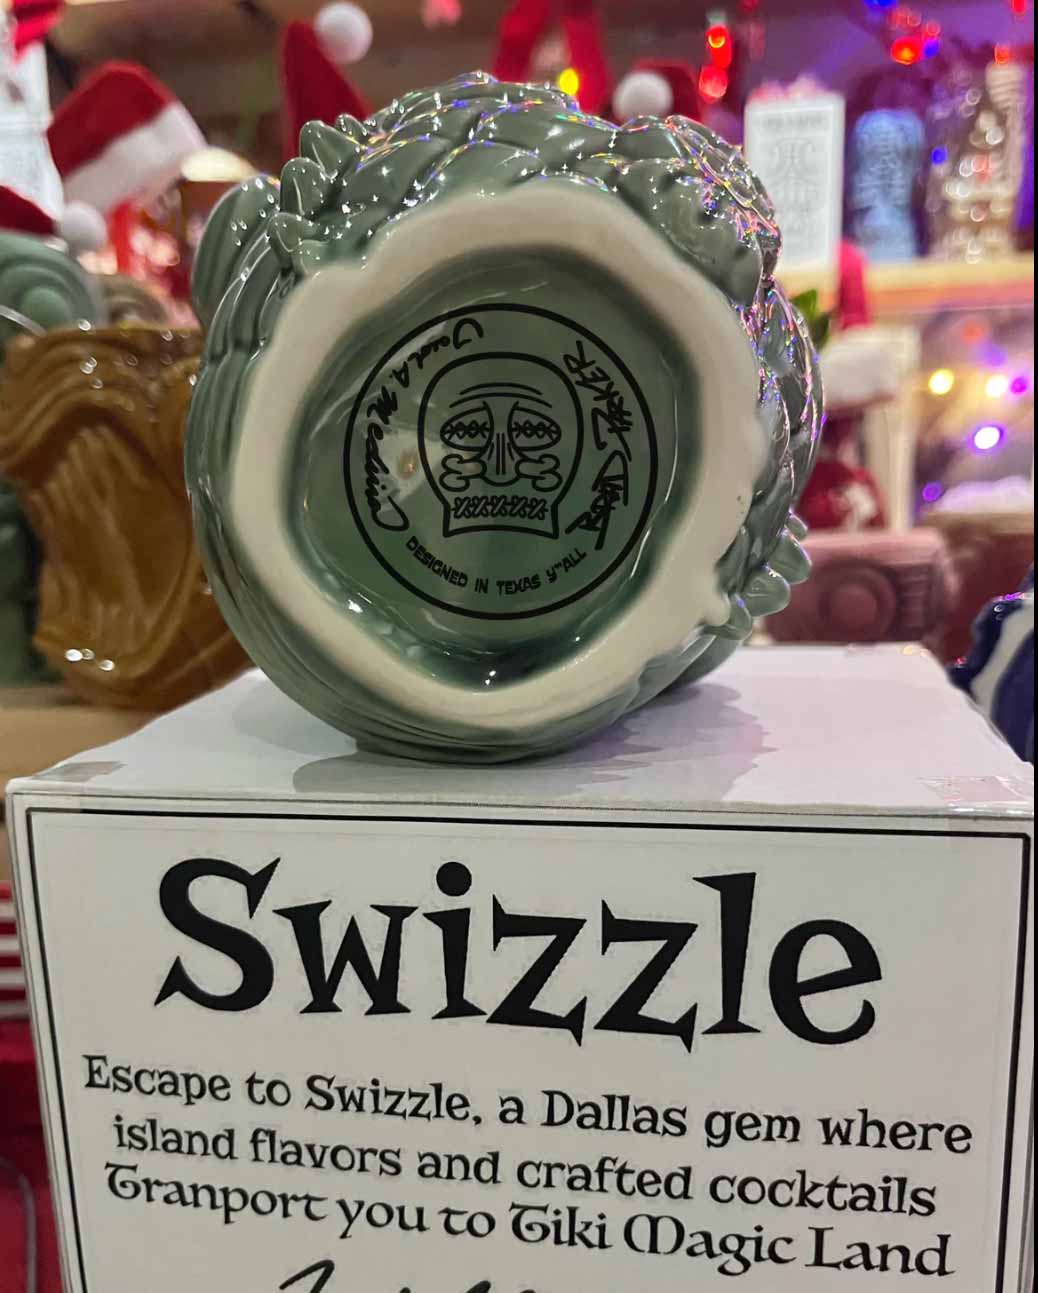 DESIGNED IN TEXAS Y"ALL
Swizzle
Escape to Swizzle, a Dallas gem where
island flavors and crafted cocktails
Granport you to Tiki Magic Land